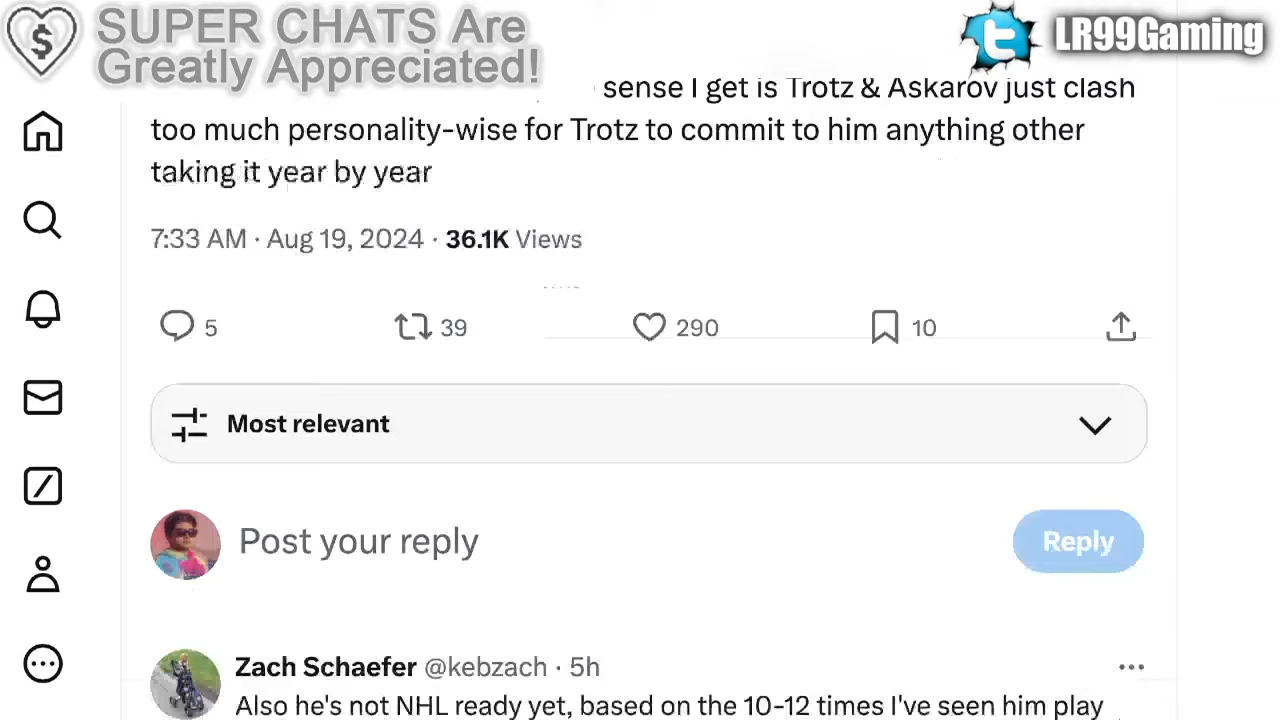 SUPER CHATS Are
Greatly Appreciated!
LR99Gaming
sense I get is Trotz & Askarov just clash
too much personality-wise for Trotz to commit to him anything other
taking it year by year
7:33 AM · Aug 19, 2024 · 36.1K Views
5 39 290 10
Most relevant
Post your reply
Reply
Zach Schaefer @kebzach · 5h
Also he's not NHL ready yet, based on the 10-12 times I've seen him play